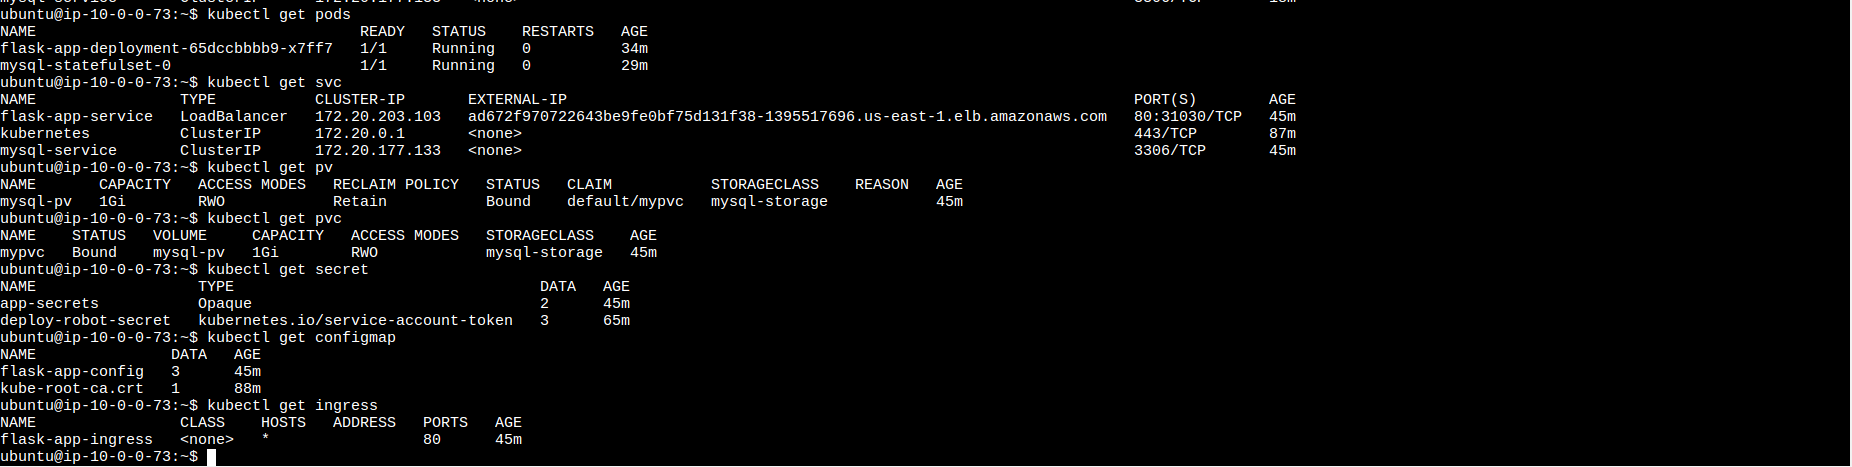 mysql-service ClusterIP 172.20.177.133 <none> 3306/TCP 18m
ubuntu@ip-10-0-0-73:~$ kubectl get pods
NAME READY STATUS RESTARTS AGE
flask-app-deployment-65dccbbbb9-x7ff7 1/1 Running 0 34m
mysql-statefulset-0 1/1 Running 0 29m
ubuntu@ip-10-0-0-73:~$ kubectl get svc
NAME TYPE CLUSTER-IP EXTERNAL-IP PORT(S) AGE
flask-app-service LoadBalancer 172.20.203.103 ad672f970722643be9fe0bf75d131f38-1395517696.us-east-1.elb.amazonaws.com 80:31030/TCP 45m
kubernetes ClusterIP 172.20.0.1 <none> 443/TCP 87m
mysql-service ClusterIP 172.20.177.133 <none> 3306/TCP 45m
ubuntu@ip-10-0-0-73:~$ kubectl get pv
NAME CAPACITY ACCESS MODES RECLAIM POLICY STATUS CLAIM STORAGECLASS REASON AGE
mysql-pv 1Gi RWO Retain Bound default/mypvc mysql-storage 45m
ubuntu@ip-10-0-0-73:~$ kubectl get pvc
NAME STATUS VOLUME CAPACITY ACCESS MODES STORAGECLASS AGE
mypvc Bound mysql-pv 1Gi RWO mysql-storage 45m
ubuntu@ip-10-0-0-73:~$ kubectl get secret
NAME TYPE DATA AGE
app-secrets Opaque 2 45m
deploy-robot-secret kubernetes.io/service-account-token 3 65m
ubuntu@ip-10-0-0-73:~$ kubectl get configmap
NAME DATA AGE
flask-app-config 3 45m
kube-root-ca.crt 1 88m
ubuntu@ip-10-0-0-73:~$ kubectl get ingress
NAME CLASS HOSTS ADDRESS PORTS AGE
flask-app-ingress <none> * 80 45m
ubuntu@ip-10-0-0-73:~$